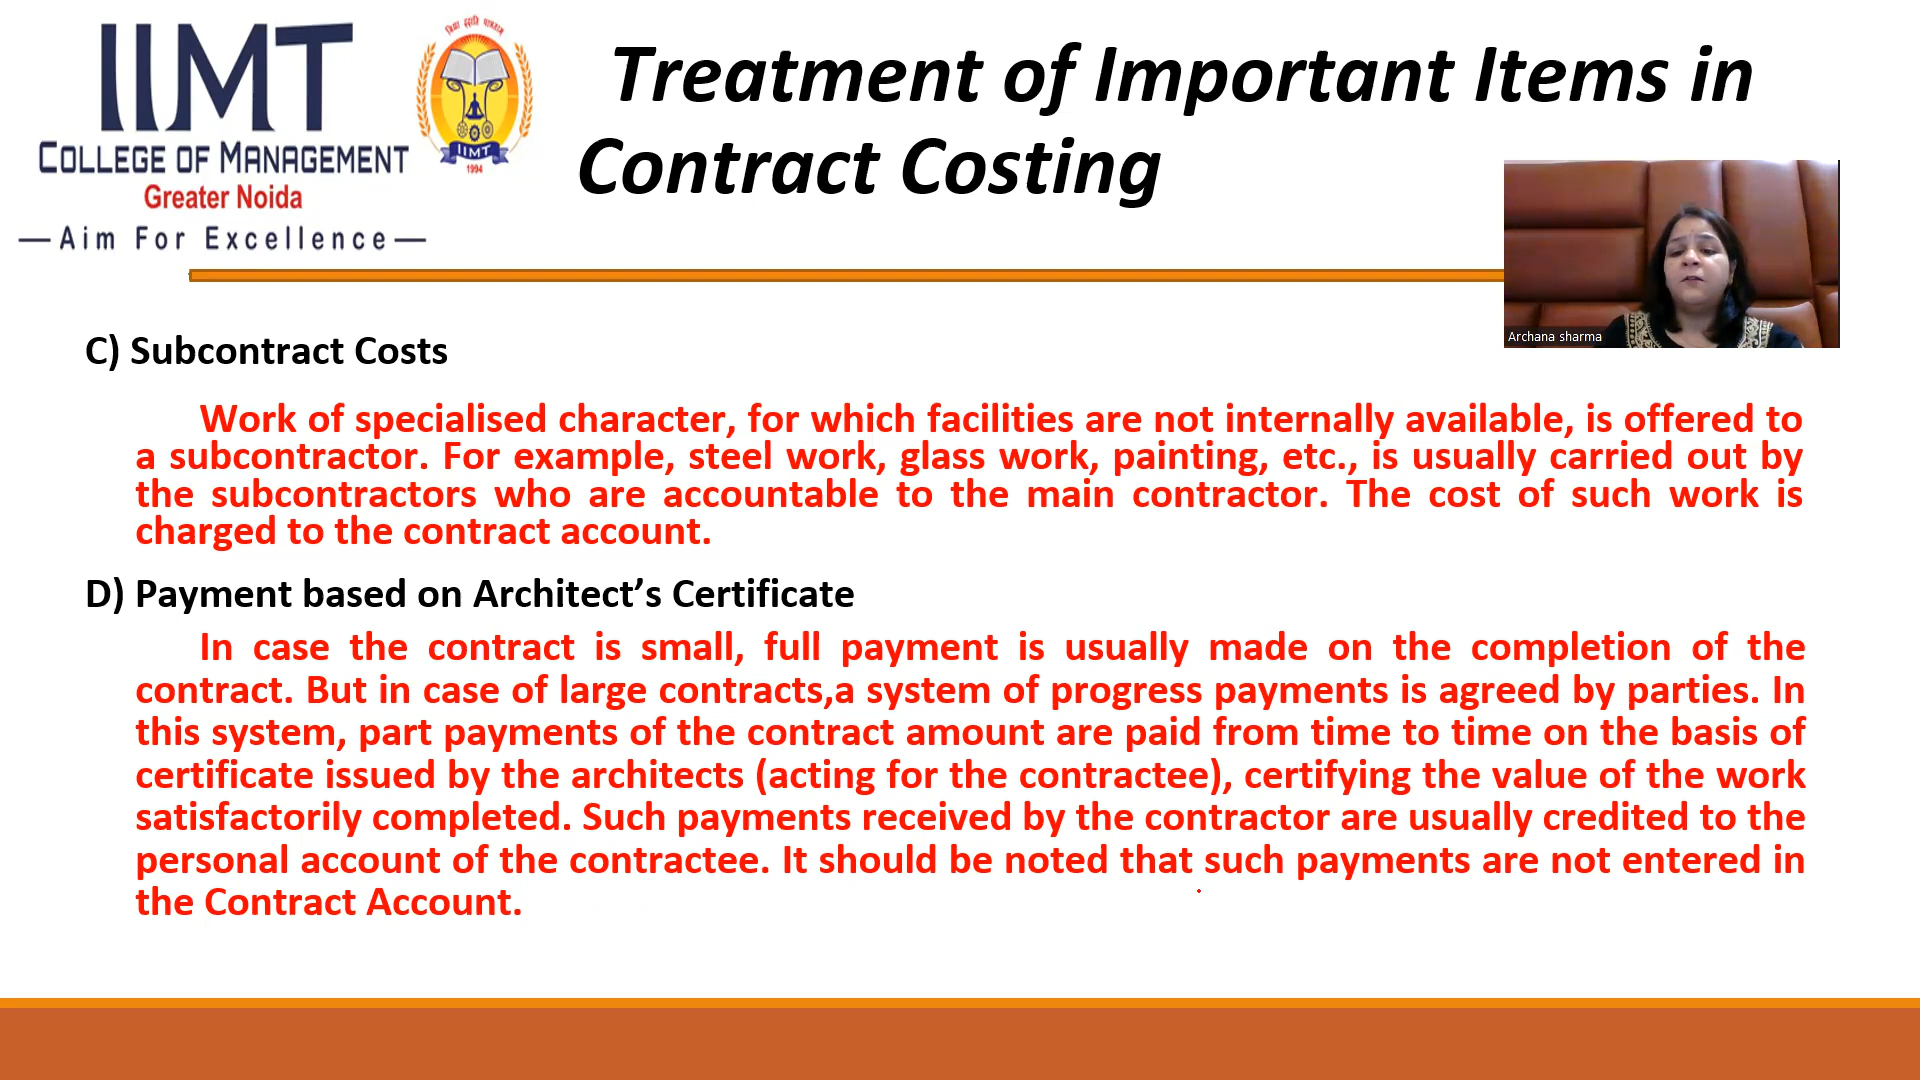 IIMT
COLLEGE OF MANAGEMENT
Greater Noida
—Aim For Excellence—
IIMT
1994
Treatment of Important Items in
Contract Costing
Archana sharma
C) Subcontract Costs
Work of specialised character, for which facilities are not internally available, is offered to
a subcontractor. For example, steel work, glass work, painting, etc., is usually carried out by
the subcontractors who are accountable to the main contractor. The cost of such work is
charged to the contract account.
D) Payment based on Architect’s Certificate
In case the contract is small, full payment is usually made on the completion of the
contract. But in case of large contracts,a system of progress payments is agreed by parties. In
this system, part payments of the contract amount are paid from time to time on the basis of
certificate issued by the architects (acting for the contractee), certifying the value of the work
satisfactorily completed. Such payments received by the contractor are usually credited to the
personal account of the contractee. It should be noted that such payments are not entered in
the Contract Account.